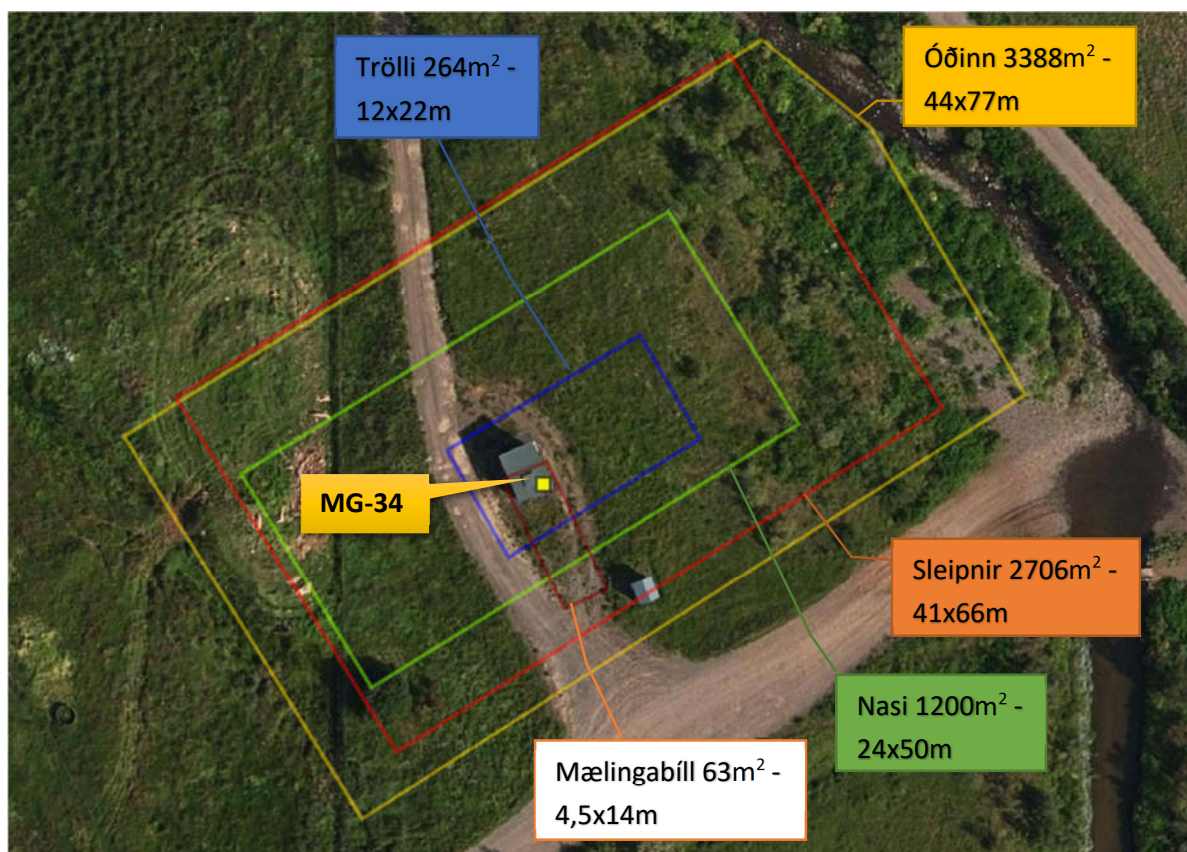 Trölli 264m² -
12x22m
Óðinn 3388m² -
44x77m
MG-34
Sleipnir 2706m² -
41x66m
Nasi 1200m² -
24x50m
Mælingabíll 63m² -
4,5x14m